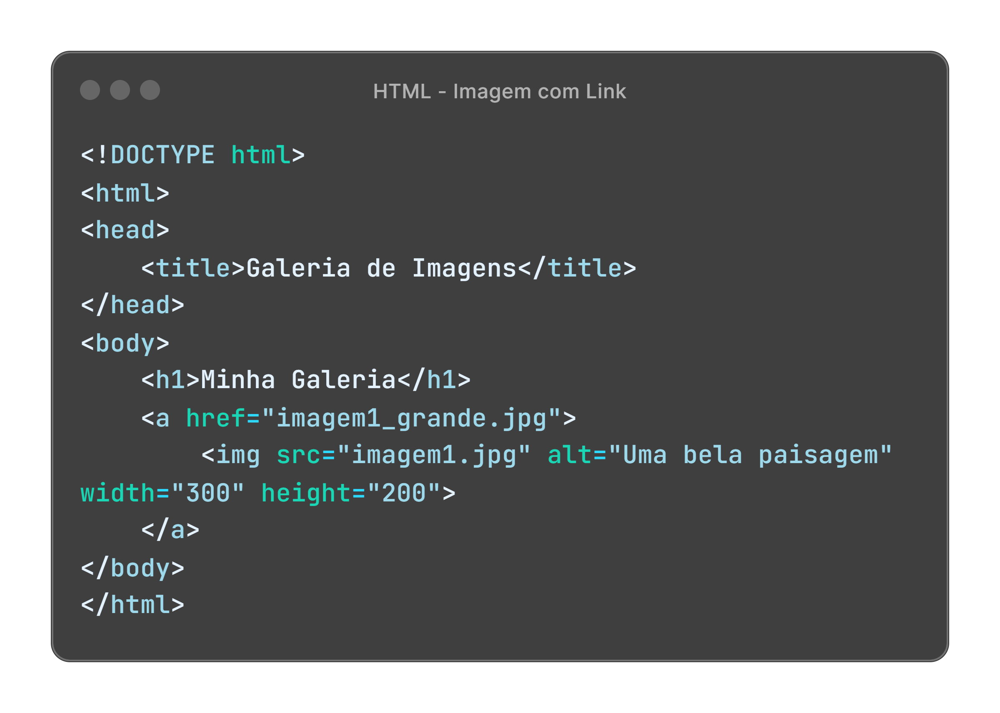 HTML - Imagem com Link
<!DOCTYPE html>
<html>
<head>
    <title>Galeria de Imagens</title>
</head>
<body>
    <h1>Minha Galeria</h1>
    <a href="imagem1_grande.jpg">
        <img src="imagem1.jpg" alt="Uma bela paisagem"
width="300" height="200">
    </a>
</body>
</html>